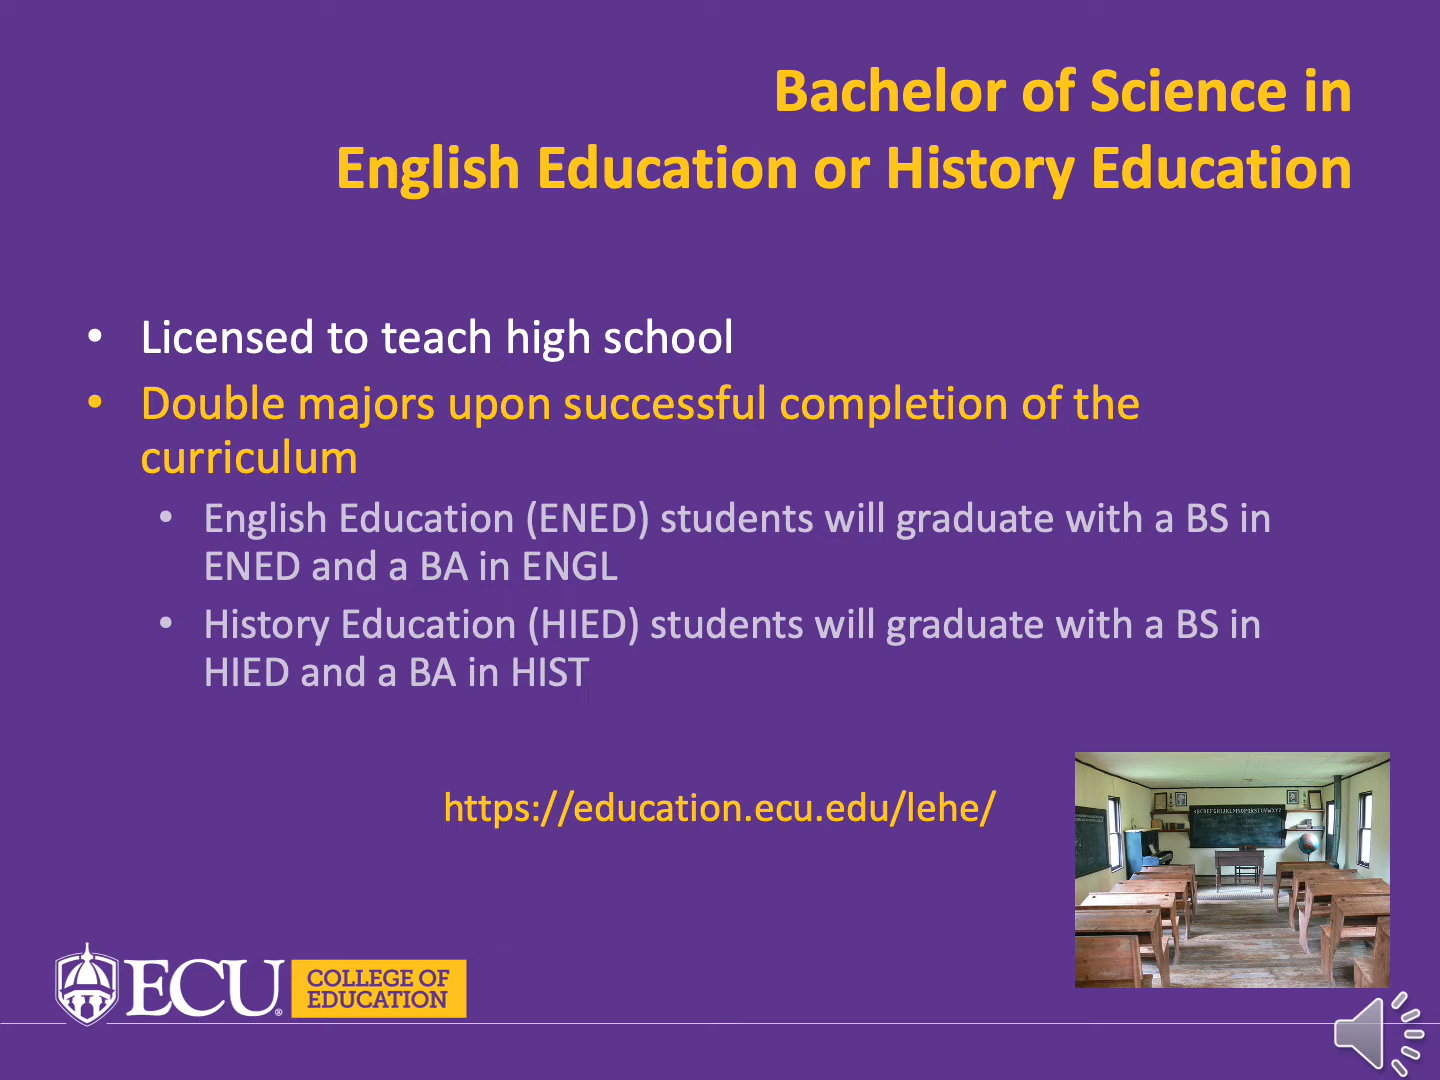 Bachelor of Science in
English Education or History Education
• Licensed to teach high school
• Double majors upon successful completion of the
curriculum
• English Education (ENED) students will graduate with a BS in
ENED and a BA in ENGL
• History Education (HIED) students will graduate with a BS in
HIED and a BA in HIST
https://education.ecu.edu/lehe/
ECU®
COLLEGE OF
EDUCATION